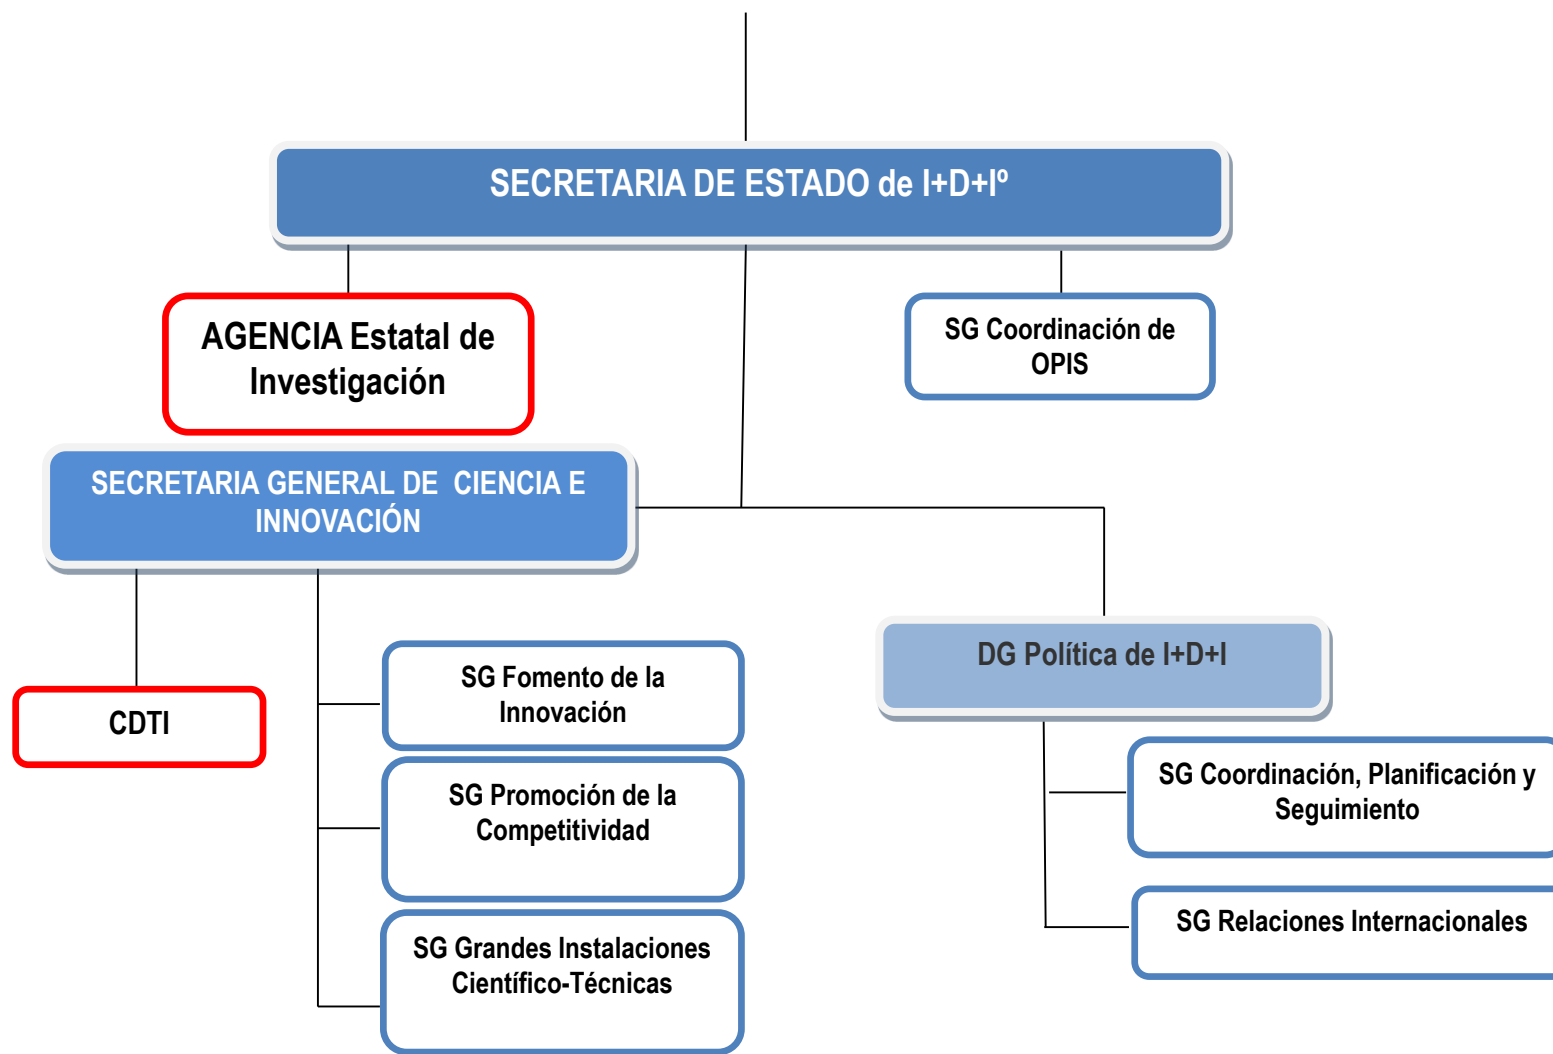 SECRETARIA DE ESTADO de I+D+Iº
AGENCIA Estatal de
Investigación
SG Coordinación de
OPIS
SECRETARIA GENERAL DE CIENCIA E
INNOVACIÓN
CDTI
SG Fomento de la
Innovación
SG Promoción de la
Competitividad
SG Grandes Instalaciones
Científico-Técnicas
DG Política de I+D+I
SG Coordinación, Planificación y
Seguimiento
SG Relaciones Internacionales